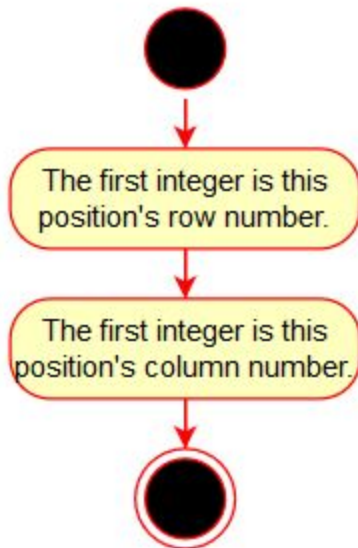 The first integer is this
position's row number.
The first integer is this
position's column number.